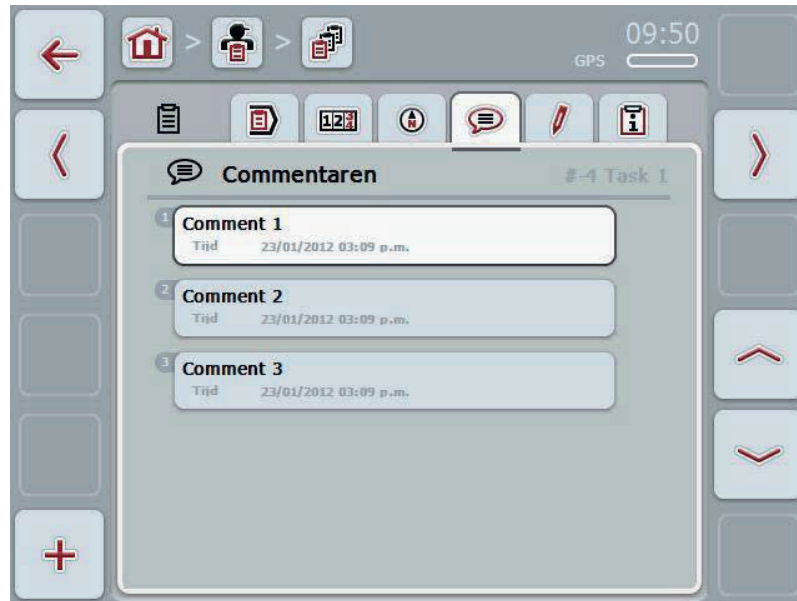 09:50
GPS
Commentaren
#-4 Task 1
1
Comment 1
Tijd 23/01/2012 03:09 p.m.
2
Comment 2
Tijd 23/01/2012 03:09 p.m.
3
Comment 3
Tijd 23/01/2012 03:09 p.m.